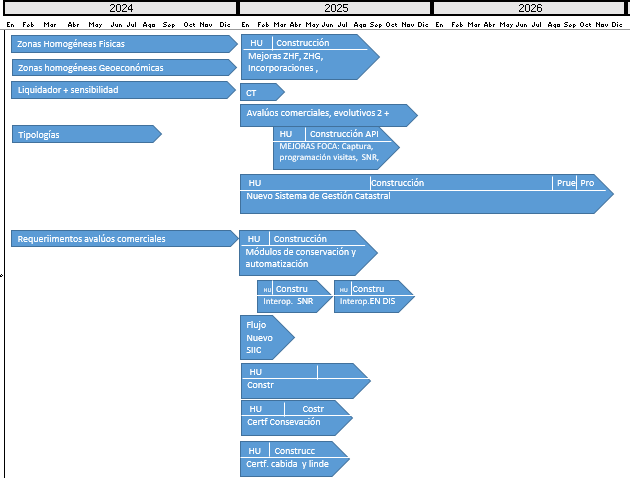 2024 2025 2026
En Feb Mar Abr May Jun Jul Ago Sep Oct Nov Dic En Feb Mar Abr May Jun Jul Ago Sep Oct Nov Dic En Feb Mar Abr May Jun Jul Ago Sep Oct Nov Dic
Zonas Homogéneas Fisicas
HU Construcción
Mejoras ZHF, ZHG,
Incorporaciones ,
Zonas homogéneas Geoeconómicas
Liquidador + sensibilidad
CT
Avalúos comerciales, evolutivos 2 +
Tipologías
HU Construcción API
MEJORAS FOCA: Captura,
programación visitas, SNR,
HU Construcción Prue Pro
Nuevo Sistema de Gestión Catastral
Requeriimentos avalúos comerciales
HU Construcción
Módulos de conservación y
automatización
HU Constru
Interop. SNR
HU Constru
Interop.EN DIS
Flujo
Nuevo
SIIC
HU
Constr
HU Costr
Certf Consevación
HU Construcc
Certf. cabida y linde